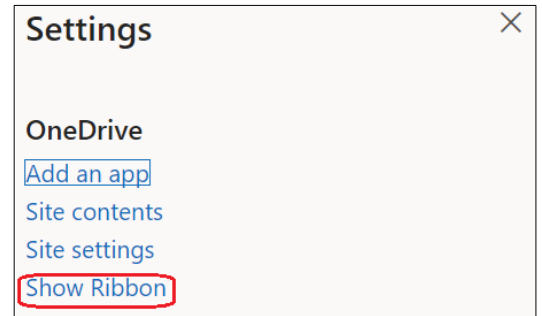 Settings
OneDrive
Add an app
Site contents
Site settings
Show Ribbon